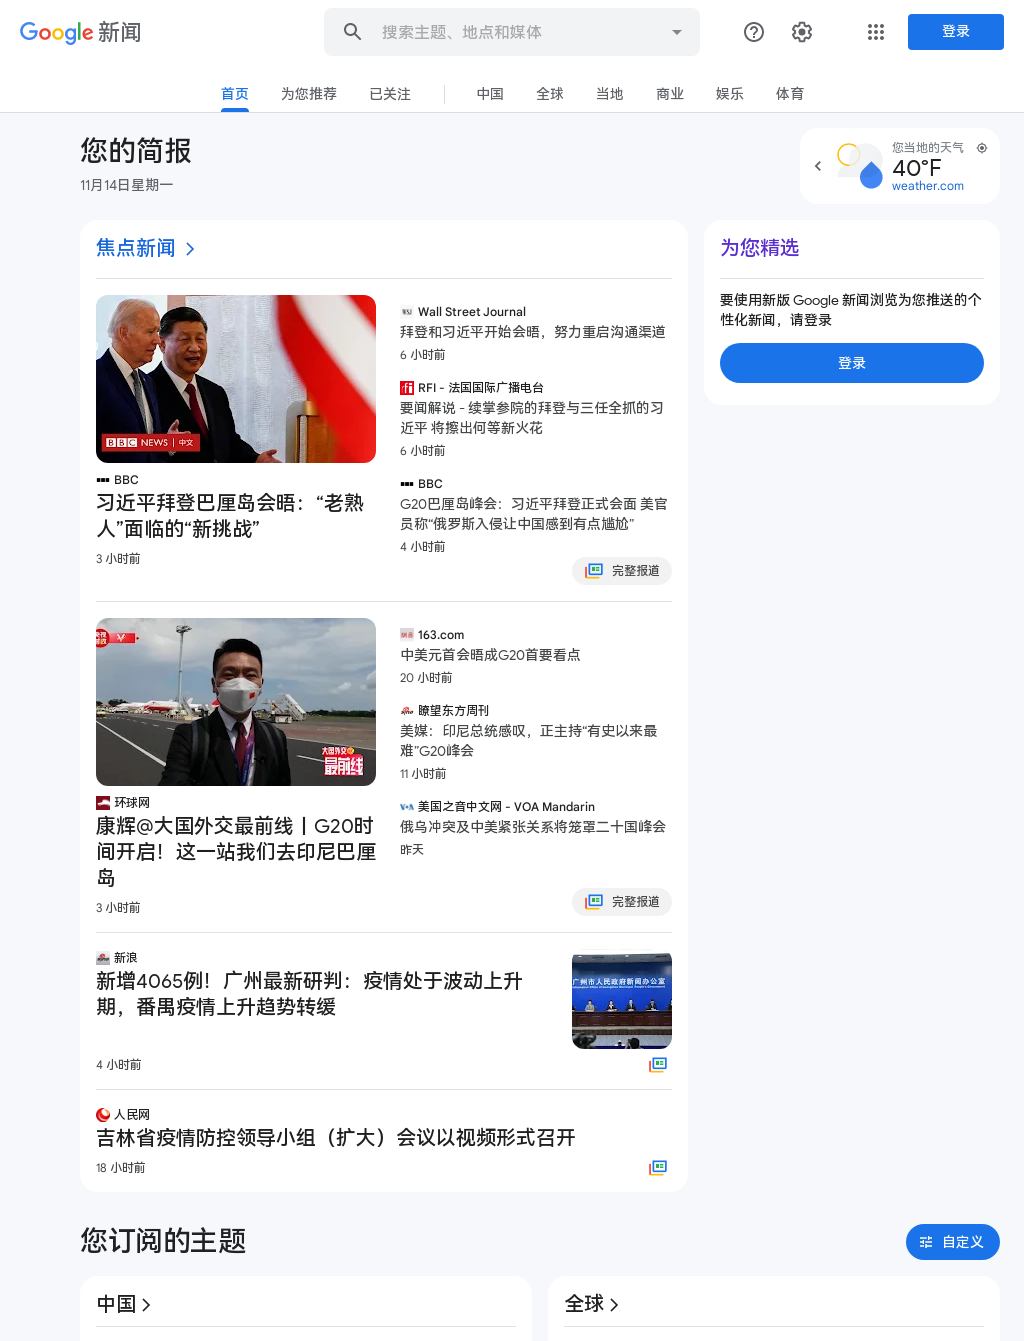 Google 新闻
搜索主题、地点和媒体
登录
首页 为您推荐 已关注 中国 全球 当地 商业 娱乐 体育
您的简报
11月14日星期一
您当地的天气
40°F
weather.com
焦点新闻
BBC NEWS | 中文
BBC
习近平拜登巴厘岛会晤：“老熟
人”面临的“新挑战”
3 小时前
Wall Street Journal
拜登和习近平开始会晤，努力重启沟通渠道
6 小时前
RFI - 法国国际广播电台
要闻解说 - 续掌参院的拜登与三任全抓的习
近平 将擦出何等新火花
6 小时前
BBC
G20巴厘岛峰会：习近平拜登正式会面 美官
员称“俄罗斯入侵让中国感到有点尴尬”
4 小时前
完整报道
为您精选
要使用新版 Google 新闻浏览为您推送的个
性化新闻，请登录
登录
大国外交
最前线
环球网
康辉@大国外交最前线丨G20时
间开启！这一站我们去印尼巴厘
岛
3 小时前
163.com
中美元首会晤成G20首要看点
20 小时前
瞭望东方周刊
美媒：印尼总统感叹，正主持“有史以来最
难”G20峰会
11 小时前
VOA
美国之音中文网 - VOA Mandarin
俄乌冲突及中美紧张关系将笼罩二十国峰会
昨天
完整报道
新浪
新增4065例！广州最新研判：疫情处于波动上升
期，番禺疫情上升趋势转缓
4 小时前
广州市人民政府新闻办公室
人民网
吉林省疫情防控领导小组（扩大）会议以视频形式召开
18 小时前
您订阅的主题
自定义
中国
全球